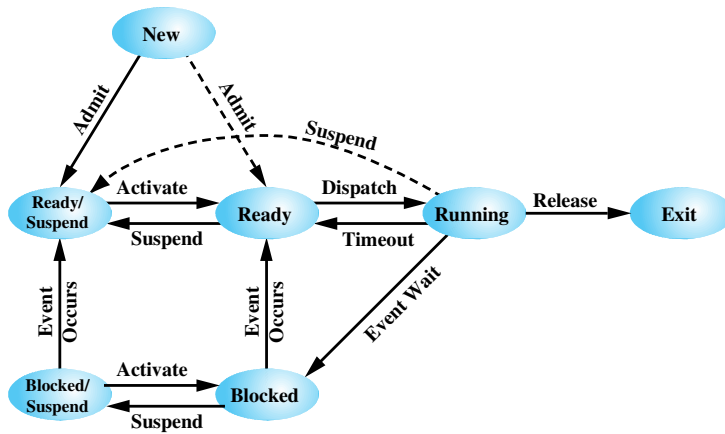 New
Admit
Admit
Suspend
Ready/
Suspend
Activate
Suspend
Ready
Dispatch
Timeout
Running
Release
Exit
Event
Occurs
Event
Occurs
Event Wait
Blocked/
Suspend
Activate
Suspend
Blocked